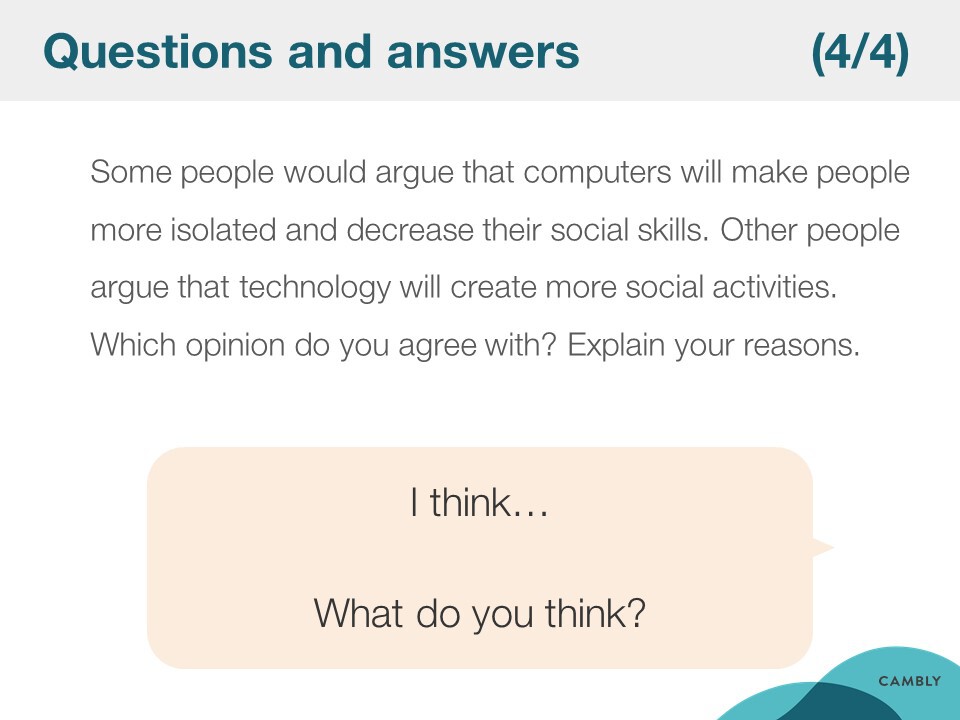 Questions and answers (4/4)
Some people would argue that computers will make people
more isolated and decrease their social skills. Other people
argue that technology will create more social activities.
Which opinion do you agree with? Explain your reasons.
I think…
What do you think?
CAMBLY